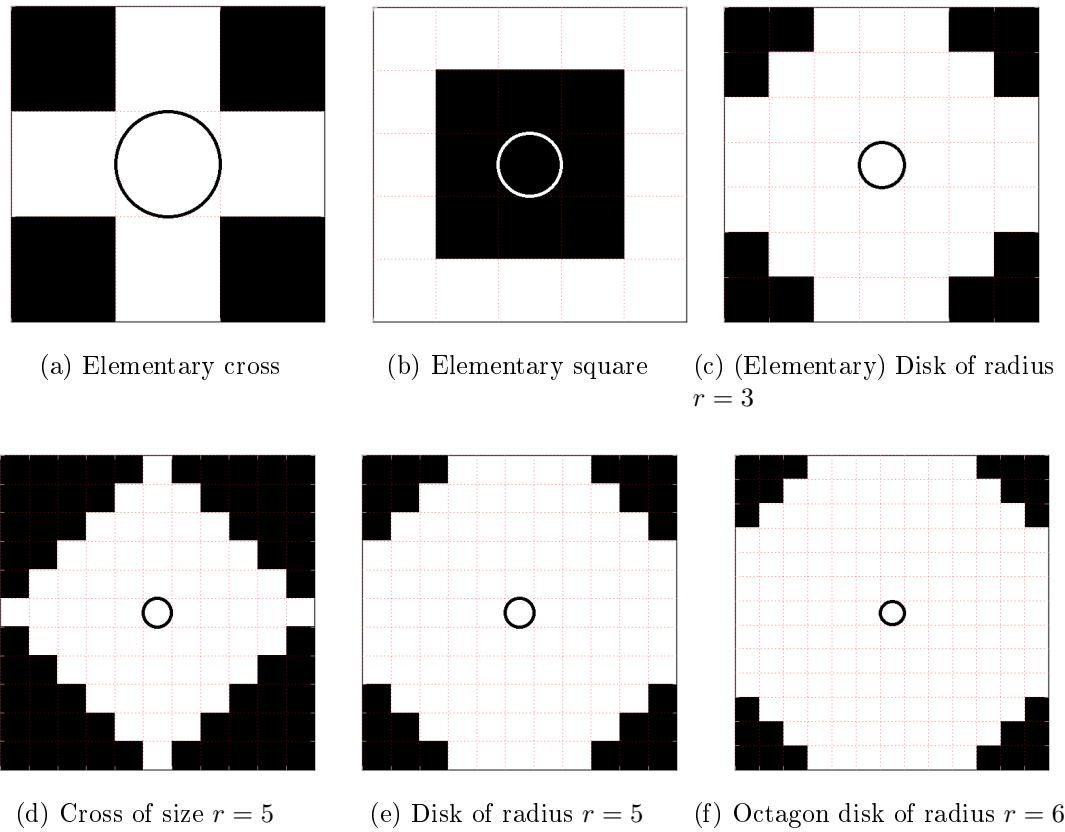 (a) Elementary cross
(b) Elementary square
(c) (Elementary) Disk of radius
r = 3
(d) Cross of size r = 5
(e) Disk of radius r = 5
(f) Octagon disk of radius r = 6